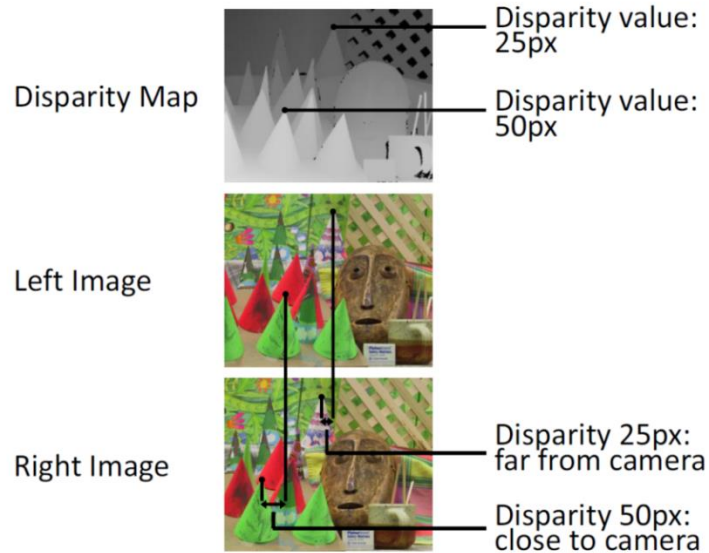 Disparity Map
Disparity value:
25px
Disparity value:
50px
Left Image
Right Image
Disparity 25px:
far from camera
Disparity 50px:
close to camera